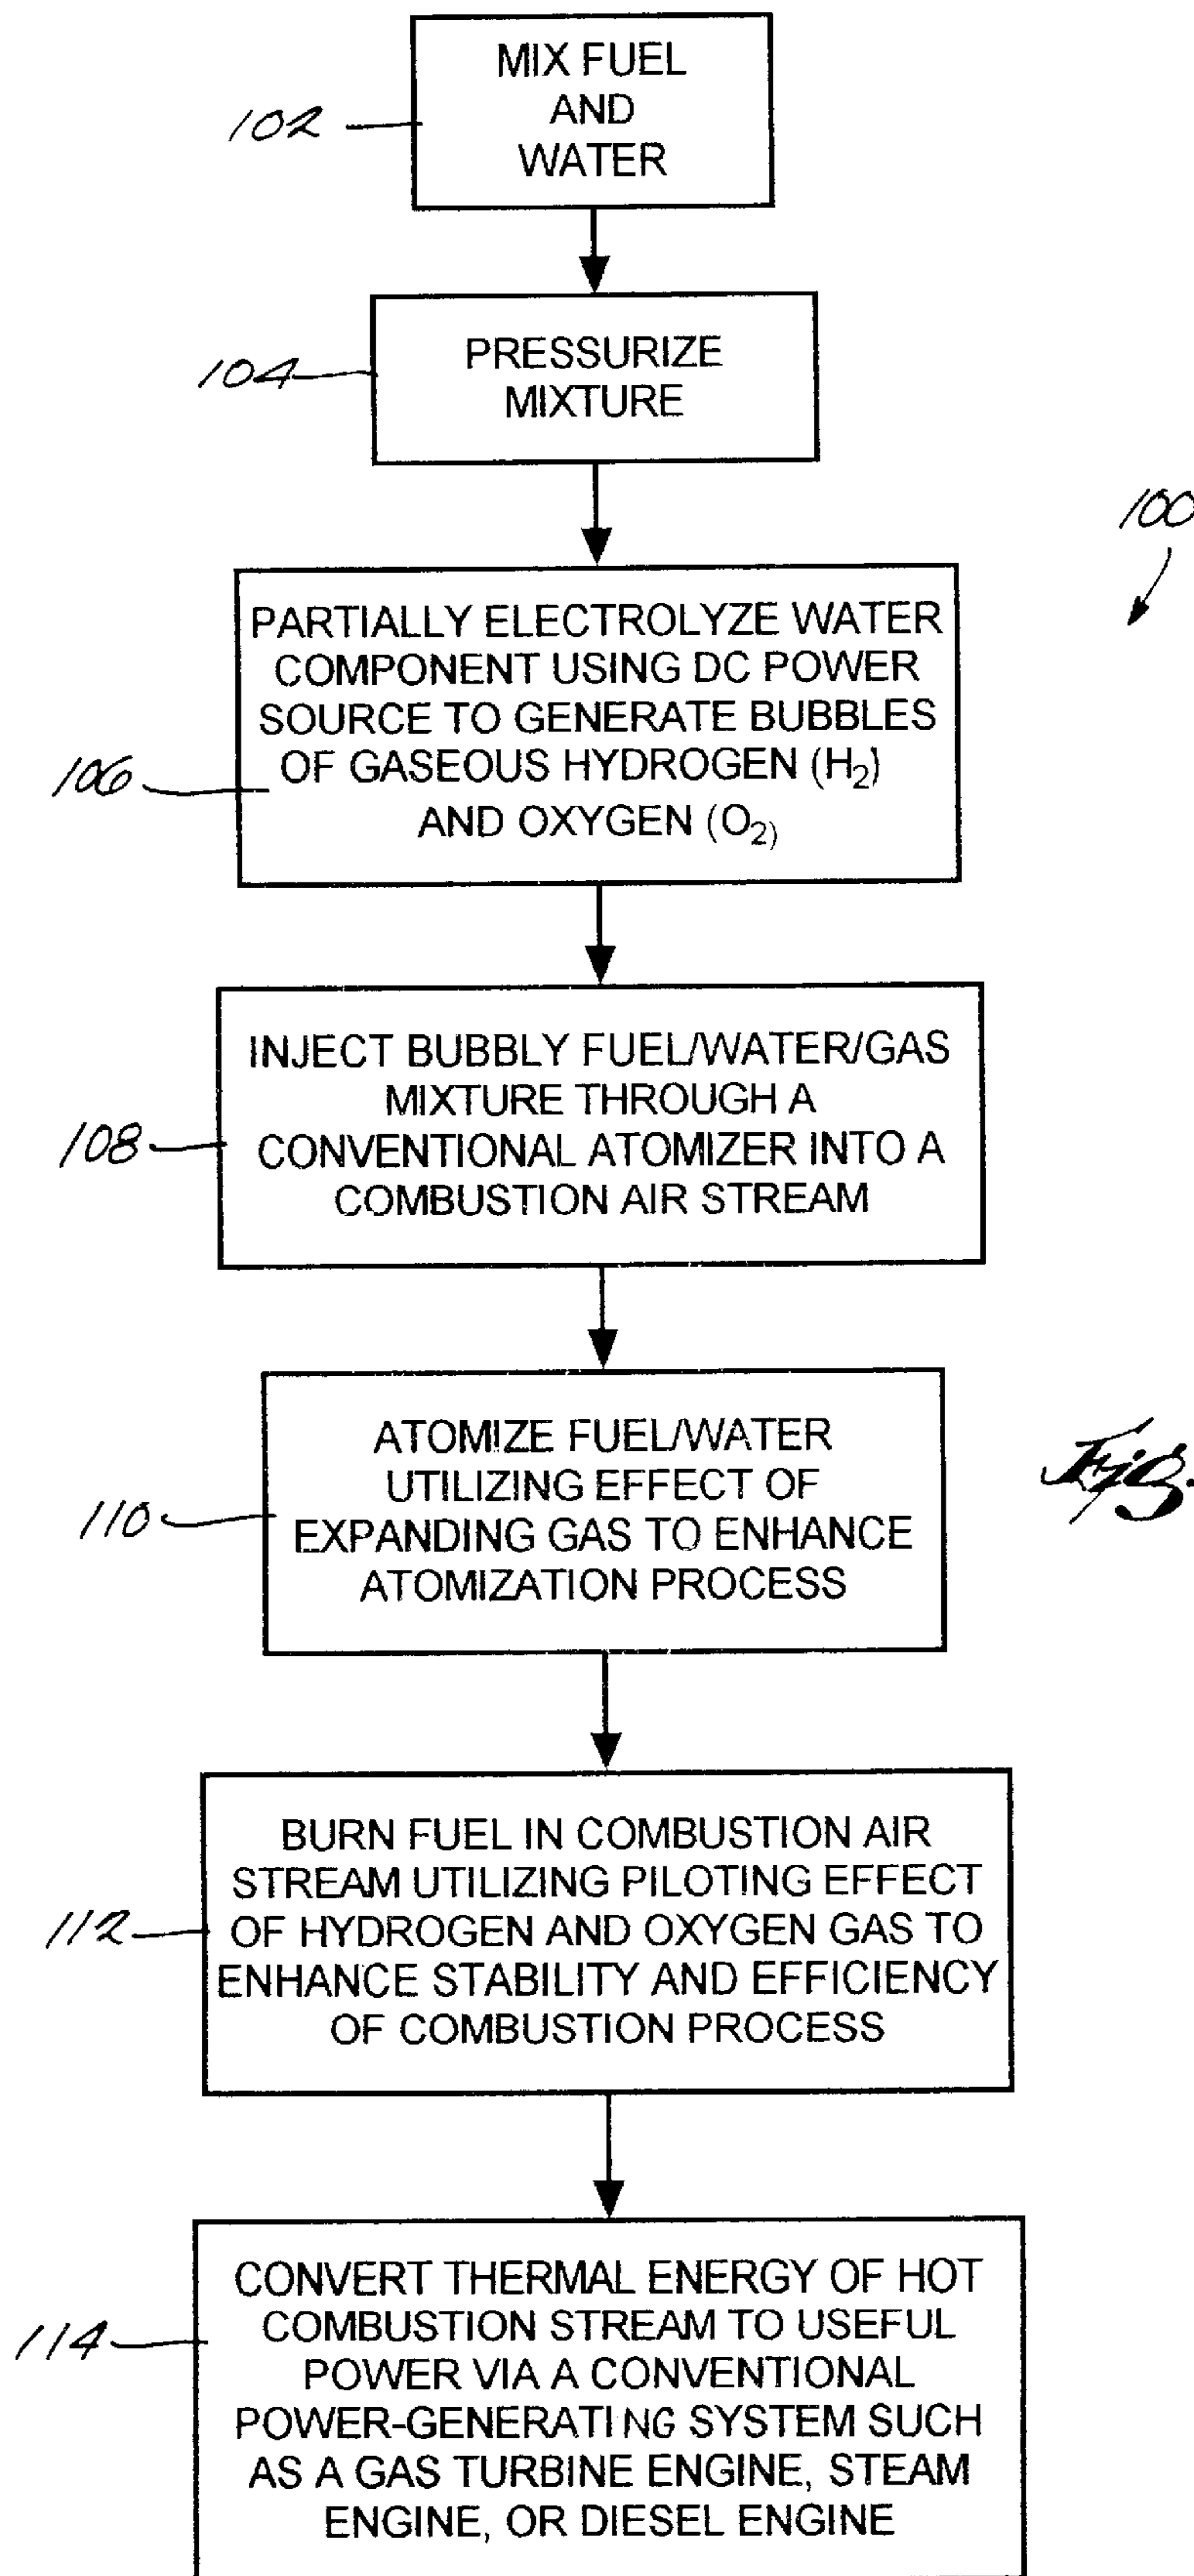 102
MIX FUEL
AND
WATER
104
PRESSURIZE
MIXTURE
100
106
PARTIALLY ELECTROLYZE WATER
COMPONENT USING DC POWER
SOURCE TO GENERATE BUBBLES
OF GASEOUS HYDROGEN (H₂)
AND OXYGEN (O₂)
108
INJECT BUBBLY FUEL/WATER/GAS
MIXTURE THROUGH A
CONVENTIONAL ATOMIZER INTO A
COMBUSTION AIR STREAM
110
ATOMIZE FUEL/WATER
UTILIZING EFFECT OF
EXPANDING GAS TO ENHANCE
ATOMIZATION PROCESS
Fig.
112
BURN FUEL IN COMBUSTION AIR
STREAM UTILIZING PILOTING EFFECT
OF HYDROGEN AND OXYGEN GAS TO
ENHANCE STABILITY AND EFFICIENCY
OF COMBUSTION PROCESS
114
CONVERT THERMAL ENERGY OF HOT
COMBUSTION STREAM TO USEFUL
POWER VIA A CONVENTIONAL
POWER-GENERATING SYSTEM SUCH
AS A GAS TURBINE ENGINE, STEAM
ENGINE, OR DIESEL ENGINE